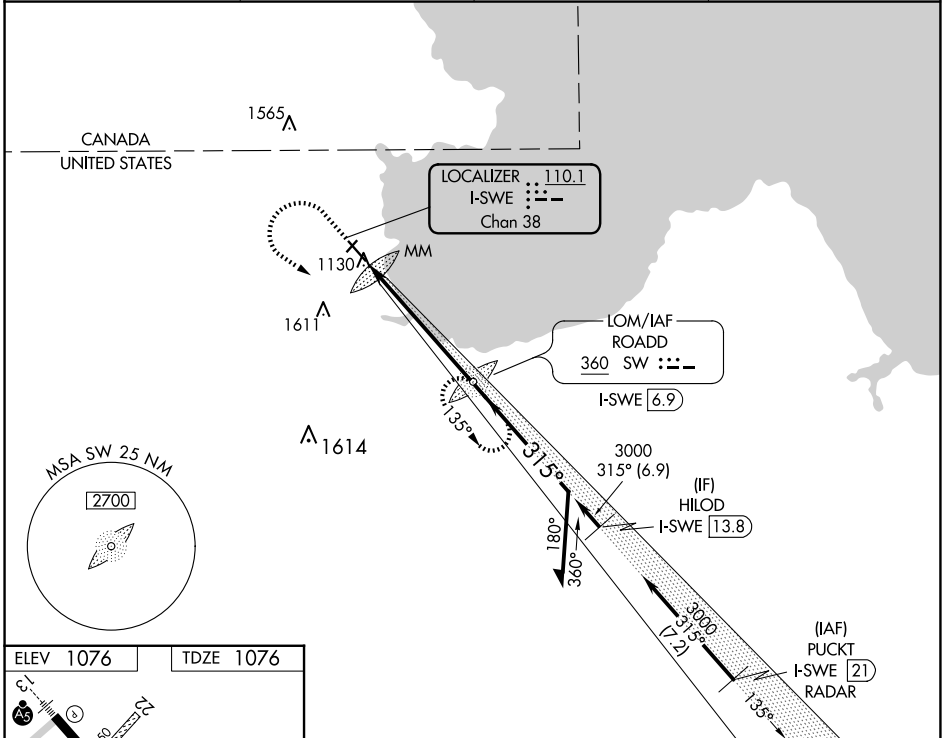 1565
CANADA
UNITED STATES
LOCALIZER 110.1
I-SWE
Chan 38
1130
MM
1611
LOM/IAF
ROADD
360 SW
I-SWE 6.9
135°
1614
315°
3000
315° (6.9)
(IF)
HILOD
I-SWE 13.8
MSA SW 25 NM
2700
180°
360°
3000
315°
(7.2)
(IAF)
PUCKT
I-SWE 21
RADAR
135°
ELEV 1076
TDZE 1076
13
22
A5
P
50